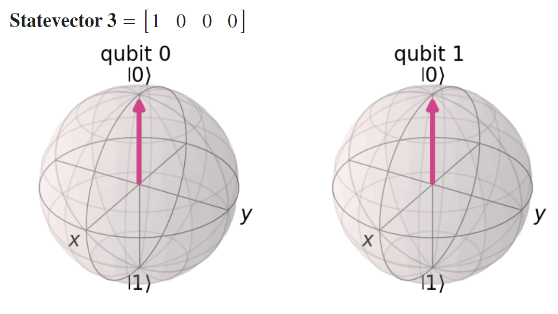 Statevector 3 = [1 0 0 0]
qubit 0
|0⟩
x
y
|1⟩
qubit 1
|0⟩
x
y
|1⟩